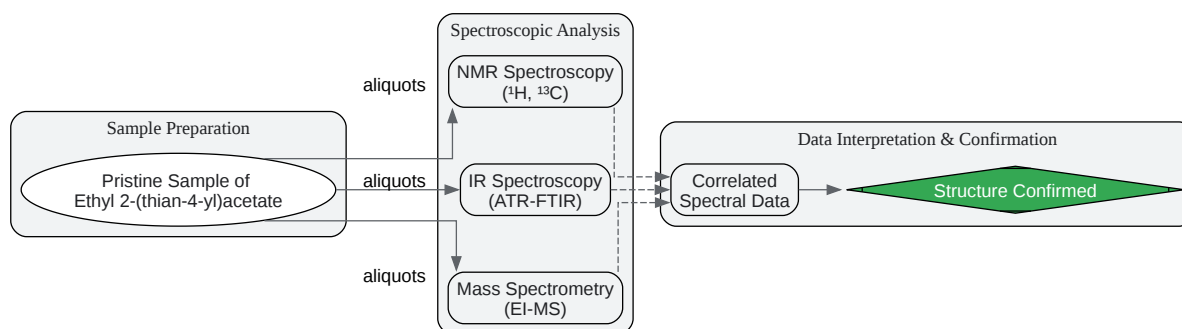 Spectroscopic Analysis
NMR Spectroscopy
(¹H, ¹³C)
aliquots
Sample Preparation
Pristine Sample of
Ethyl 2-(thian-4-yl)acetate
aliquots
IR Spectroscopy
(ATR-FTIR)
aliquots
Mass Spectrometry
(EI-MS)
Data Interpretation & Confirmation
Correlated
Spectral Data
Structure Confirmed